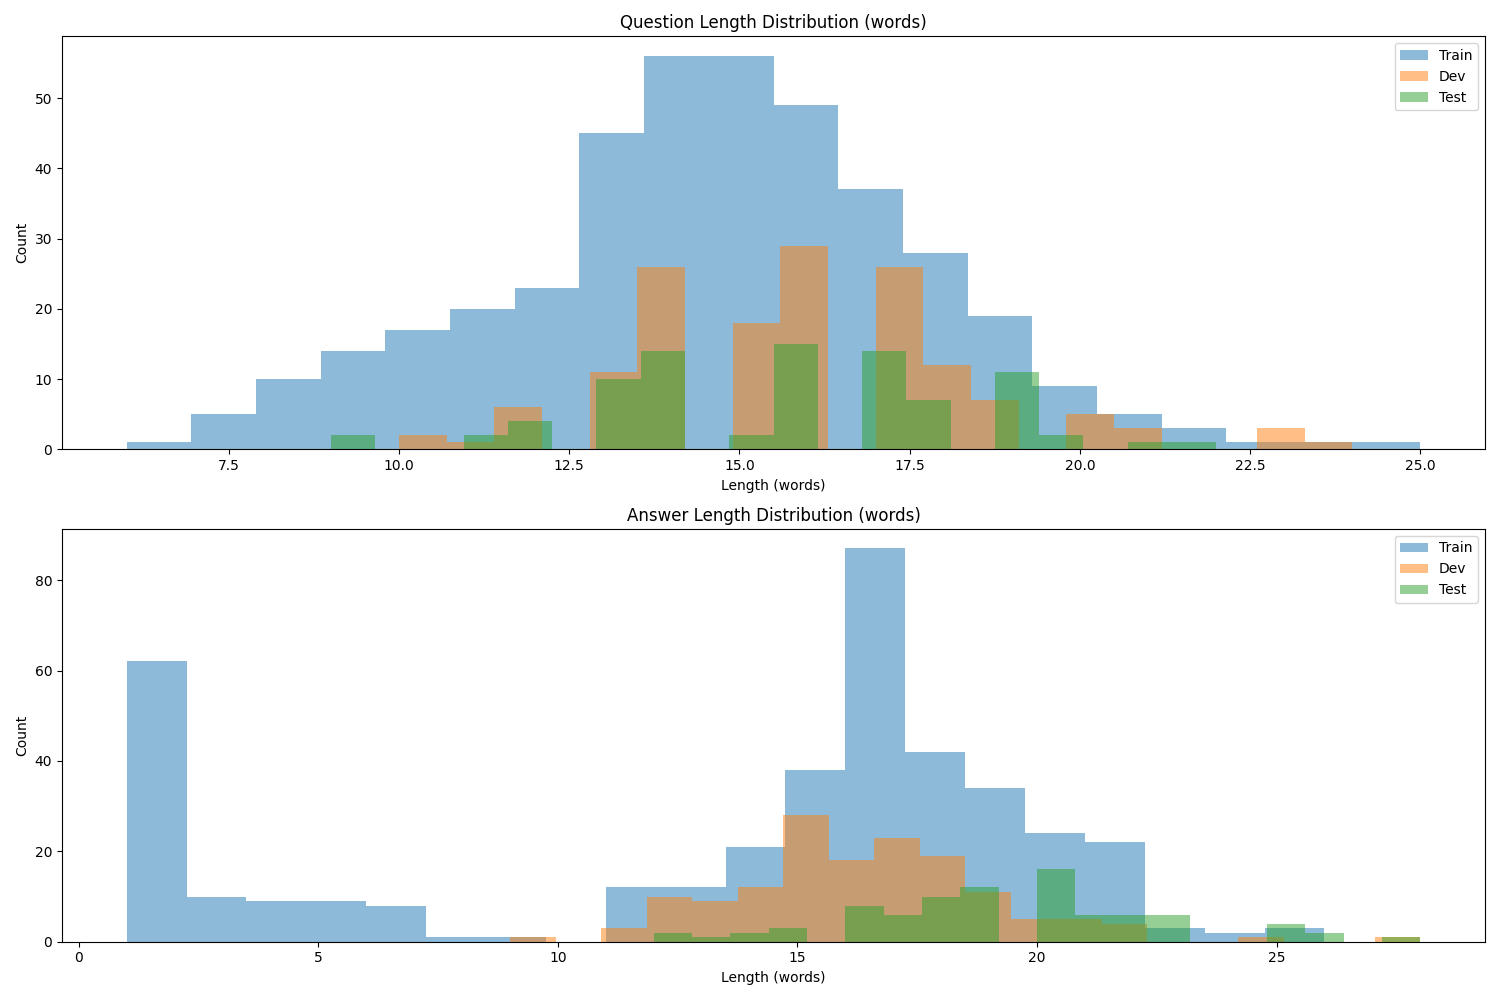 Question Length Distribution (words)
Train
Dev
Test
50
40
30
20
10
0
Count
7.5 10.0 12.5 15.0 17.5 20.0 22.5 25.0
Length (words)
Answer Length Distribution (words)
Train
Dev
Test
80
60
40
20
0
Count
0 5 10 15 20 25
Length (words)